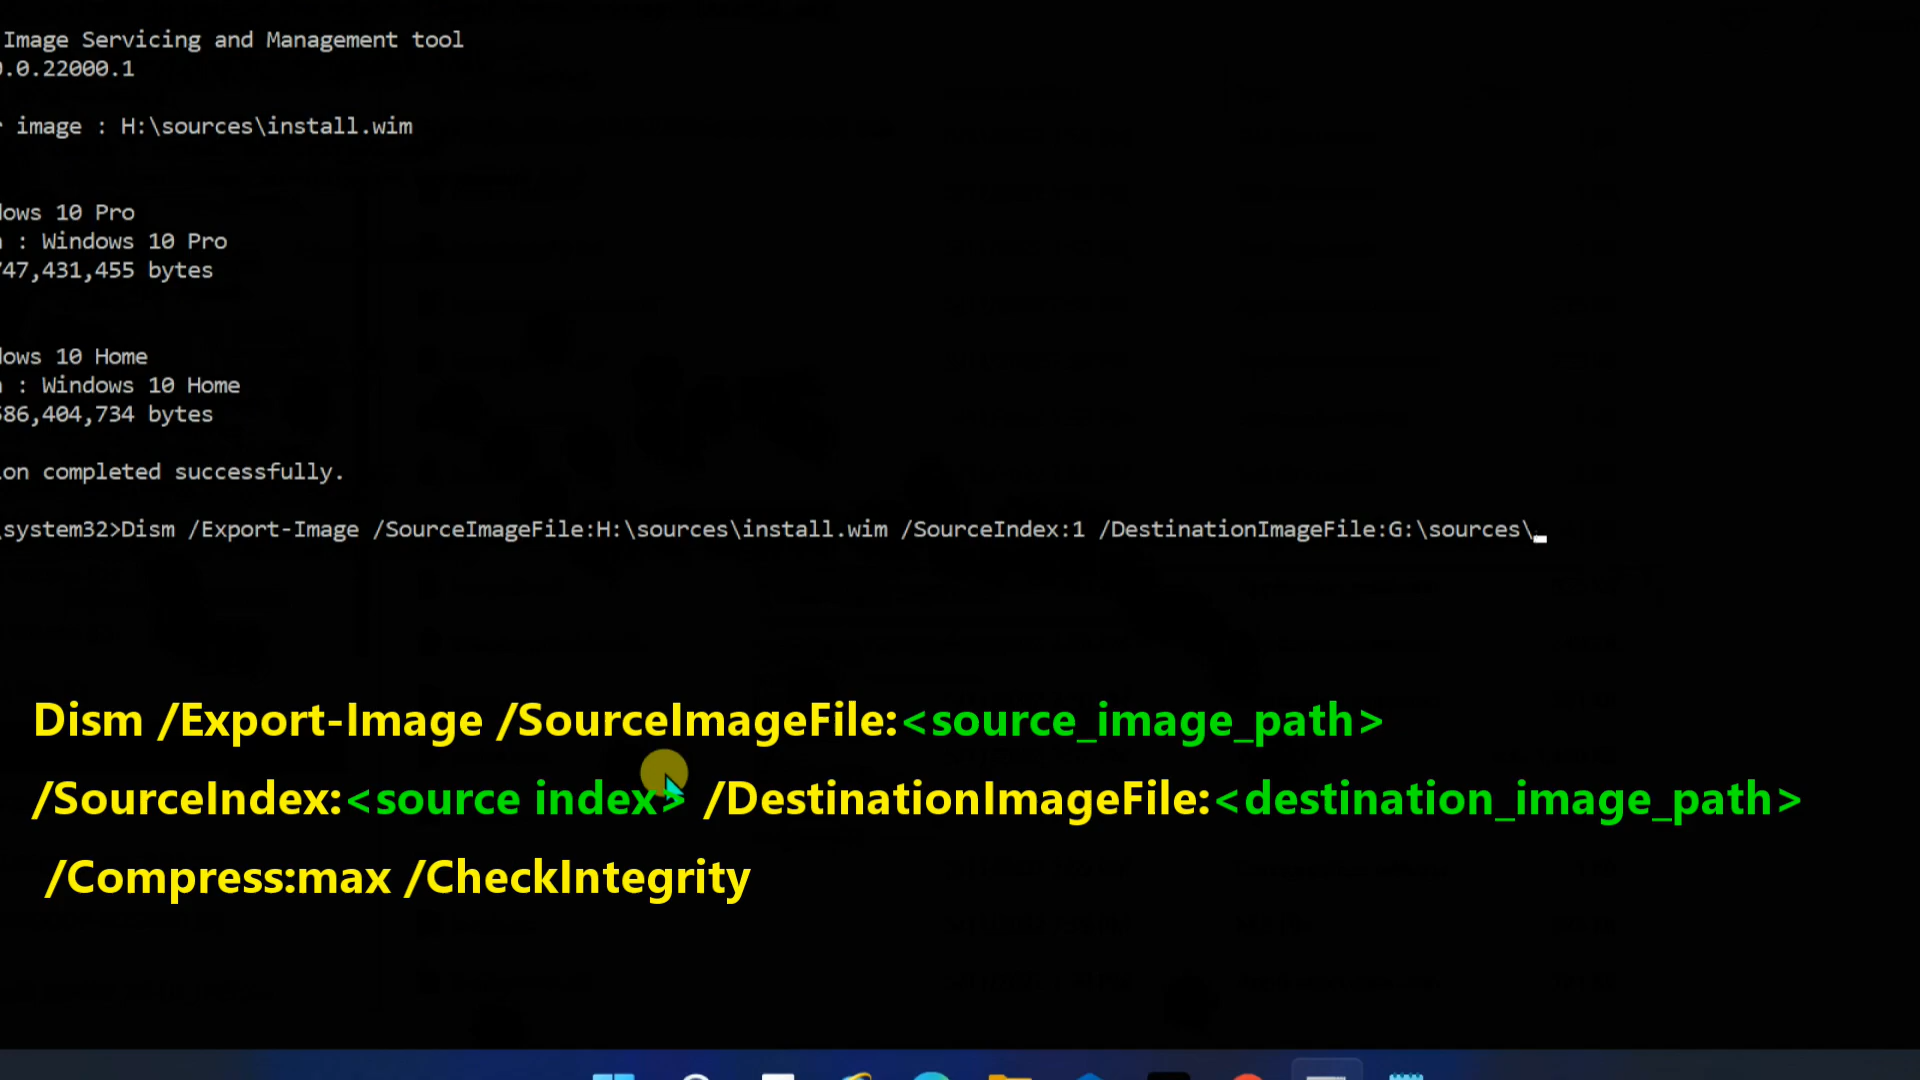 Image Servicing and Management tool
.0.22000.1
image : H:\sources\install.wim
10 Pro
: Windows 10 Pro
47,431,455 bytes
10 Home
: Windows 10 Home
86,404,734 bytes
on completed successfully.
\system32>Dism /Export-Image /SourceImageFile:H:\sources\install.wim /SourceIndex:1 /DestinationImageFile:G:\sources\
Dism /Export-Image /SourceImageFile:<source_image_path>
/SourceIndex:<source index> /DestinationImageFile:<destination_image_path>
/Compress:max /CheckIntegrity